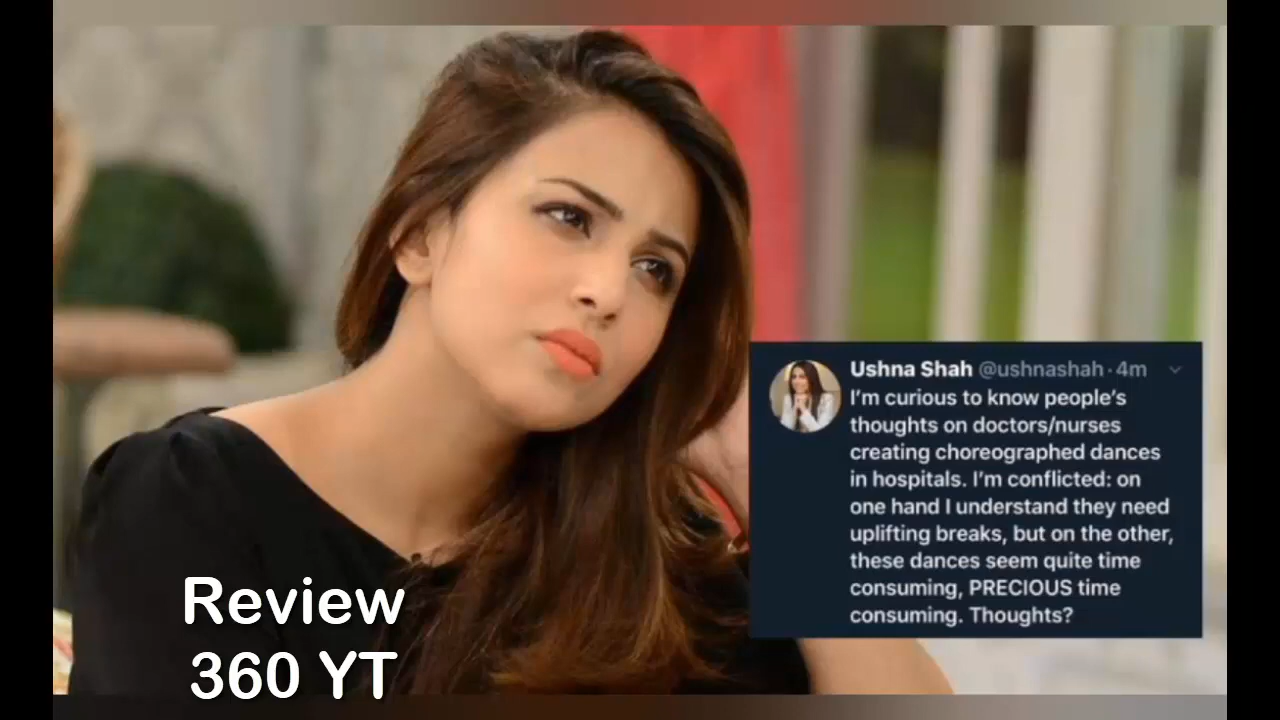 Ushna Shah @ushnashah · 4m
I'm curious to know people's
thoughts on doctors/nurses
creating choreographed dances
in hospitals. I'm conflicted: on
one hand I understand they need
uplifting breaks, but on the other,
these dances seem quite time
consuming, PRECIOUS time
consuming. Thoughts?
Review
360 YT